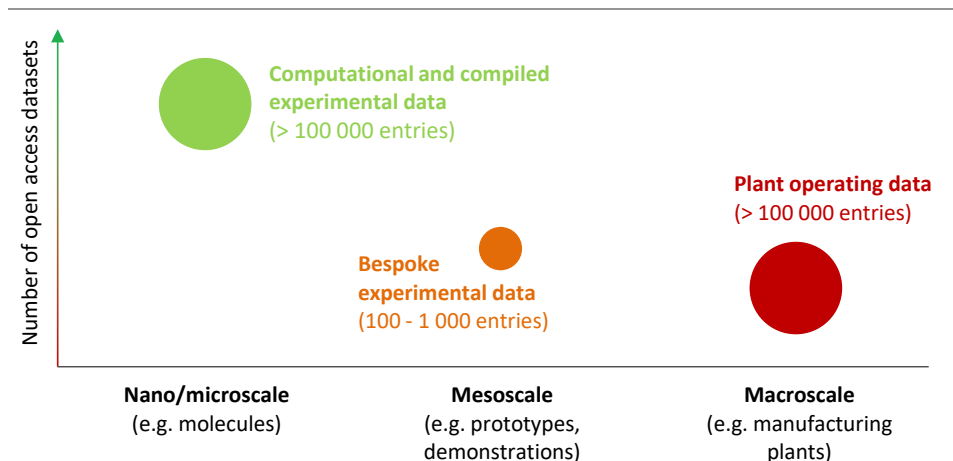 Number of open access datasets
Computational and compiled
experimental data
(> 100 000 entries)
Plant operating data
(> 100 000 entries)
Bespoke
experimental data
(100 - 1 000 entries)
Nano/microscale
(e.g. molecules)
Mesoscale
(e.g. prototypes,
demonstrations)
Macroscale
(e.g. manufacturing
plants)